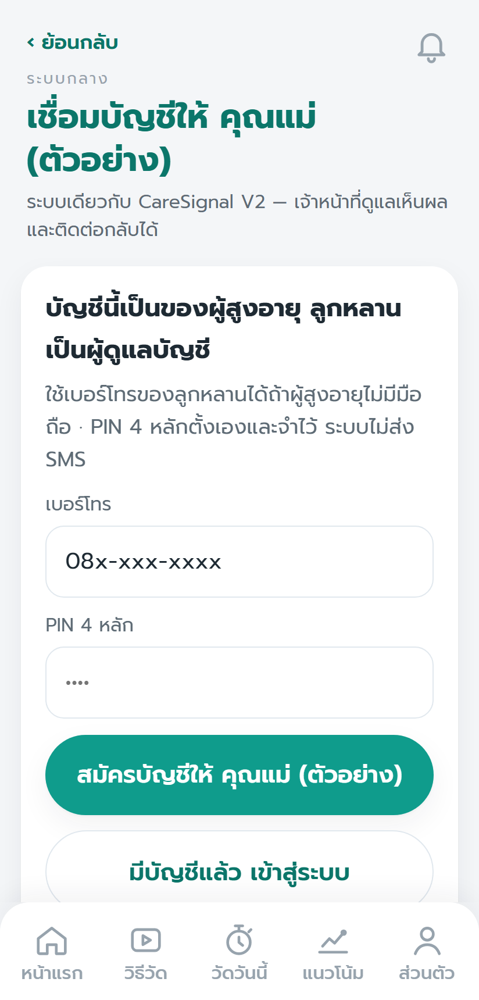 ‹ ย้อนกลับ
ระบบกลาง
เชื่อมบัญชีให้ คุณแม่
(ตัวอย่าง)
ระบบเดียวกับ CareSignal V2 — เจ้าหน้าที่ดูแลเห็นผล
และติดต่อกลับได้
บัญชีนี้เป็นของผู้สูงอายุ ลูกหลาน
เป็นผู้ดูแลบัญชี
ใช้เบอร์โทรของลูกหลานได้ถ้าผู้สูงอายุไม่มีมือ
ถือ · PIN 4 หลักตั้งเองและจำไว้ ระบบไม่ส่ง
SMS
เบอร์โทร
08x-xxx-xxxx
PIN 4 หลัก
••••
สมัครบัญชีให้ คุณแม่ (ตัวอย่าง)
มีบัญชีแล้ว เข้าสู่ระบบ
หน้าแรก วิธีวัด วัดวันนี้ แนวโน้ม ส่วนตัว